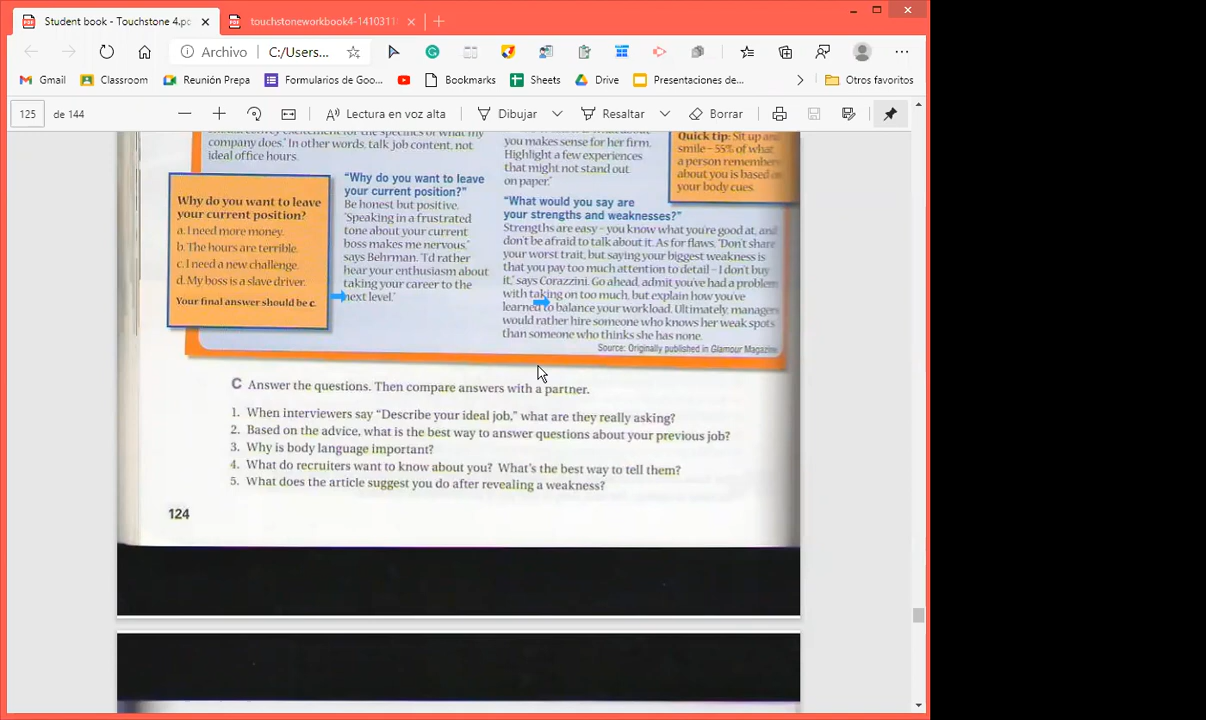 Student book - Touchstone 4.pc
touchstoneworkbook4-1410311
Archivo
C:/Users...
Gmail
Classroom
Reunión Prepa
Formularios de Goo...
Bookmarks
Sheets
Drive
Presentaciones de...
Otros favoritos
125 de 144
Lectura en voz alta
Dibujar
Resaltar
Borrar
company does." In other words, talk job content, not
ideal office hours.
Why do you want to leave
your current position?
a. I need more money.
b. The hours are terrible.
c. I need a new challenge.
d. My boss is a slave driver.
Your final answer should be c.
"Why do you want to leave
your current position?"
Be honest but positive.
"Speaking in a frustrated
tone about your current
boss makes me nervous,"
says Behrman. "I'd rather
hear your enthusiasm about
taking your career to the
next level."
you makes sense for her firm.
Highlight a few experiences
that might not stand out
on paper."
"What would you say are
your strengths and weaknesses?"
Strengths are easy – you know what you're good at, and
don't be afraid to talk about it. As for flaws, "Don't share
your worst trait, but saying your biggest weakness is
that you pay too much attention to detail – I don't buy
it," says Corazzini. Go ahead, admit you've had a problem
with taking on too much, but explain how you've
learned to balance your workload. Ultimately, managers
would rather hire someone who knows her weak spots
than someone who thinks she has none.
Source: Originally published in Glamour Magazine
Quick tip: Sit up and
smile – 55% of what
a person remembers
about you is based on
your body cues.
C Answer the questions. Then compare answers with a partner.
1. When interviewers say "Describe your ideal job," what are they really asking?
2. Based on the advice, what is the best way to answer questions about your previous job?
3. Why is body language important?
4. What do recruiters want to know about you? What's the best way to tell them?
5. What does the article suggest you do after revealing a weakness?
124